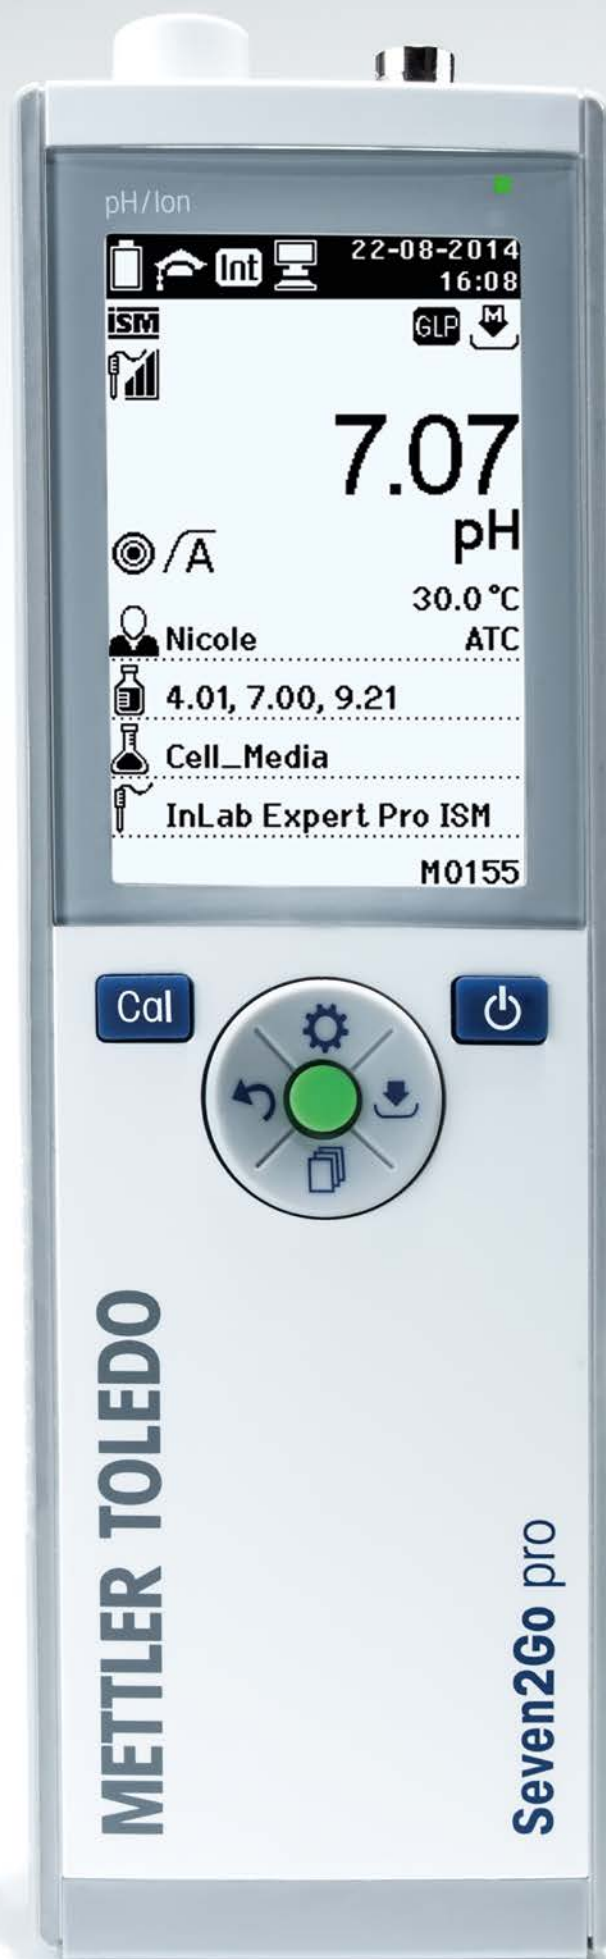 pH/Ion
Int
22-08-2014
16:08
ISM
GLP
M
7.07
pH
A
30.0 °C
Nicole
ATC
4.01, 7.00, 9.21
Cell_Media
InLab Expert Pro ISM
M0155
Cal
METTLER TOLEDO
Seven2Go pro